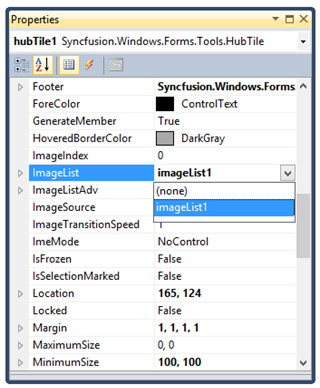 Properties
hubTile1 Syncfusion.Windows.Forms.Tools.HubTile
Footer Syncfusion.Windows.Forms.
ForeColor ControlText
GenerateMember True
HoveredBorderColor DarkGray
ImageIndex 0
ImageList imageList1
ImageListAdv (none)
ImageSource imageList1
ImageTransitionSpeed 1
ImeMode NoControl
IsFrozen False
IsSelectionMarked False
Location 165, 124
Locked False
Margin 1, 1, 1, 1
MaximumSize 0, 0
MinimumSize 100, 100